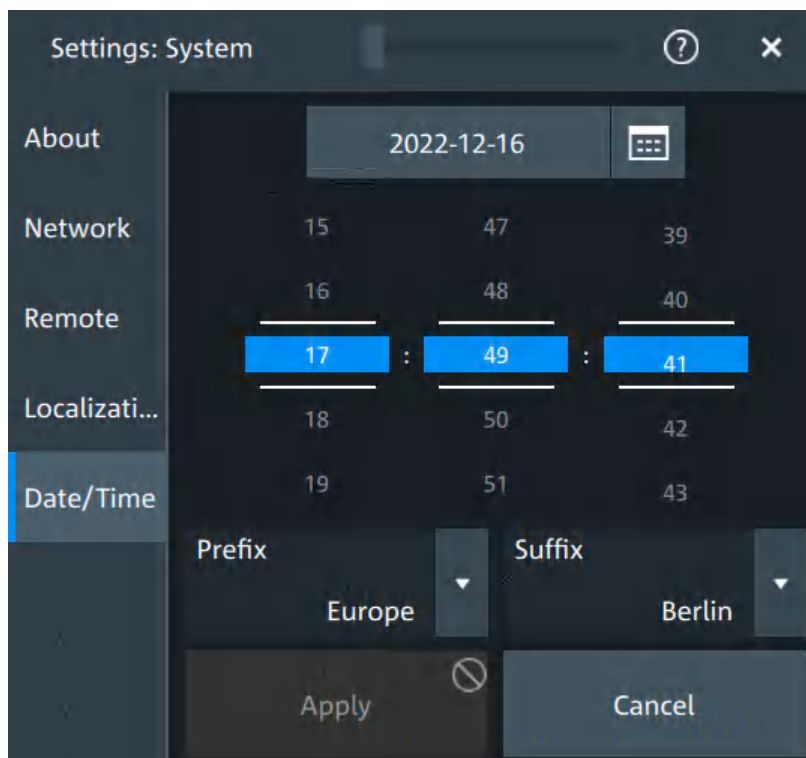 Settings: System
?
About
Network
Remote
Localizati...
Date/Time
2022-12-16
15 47 39
16 48 40
17 : 49 : 41
18 50 42
19 51 43
Prefix
Europe
Suffix
Berlin
Apply
Cancel